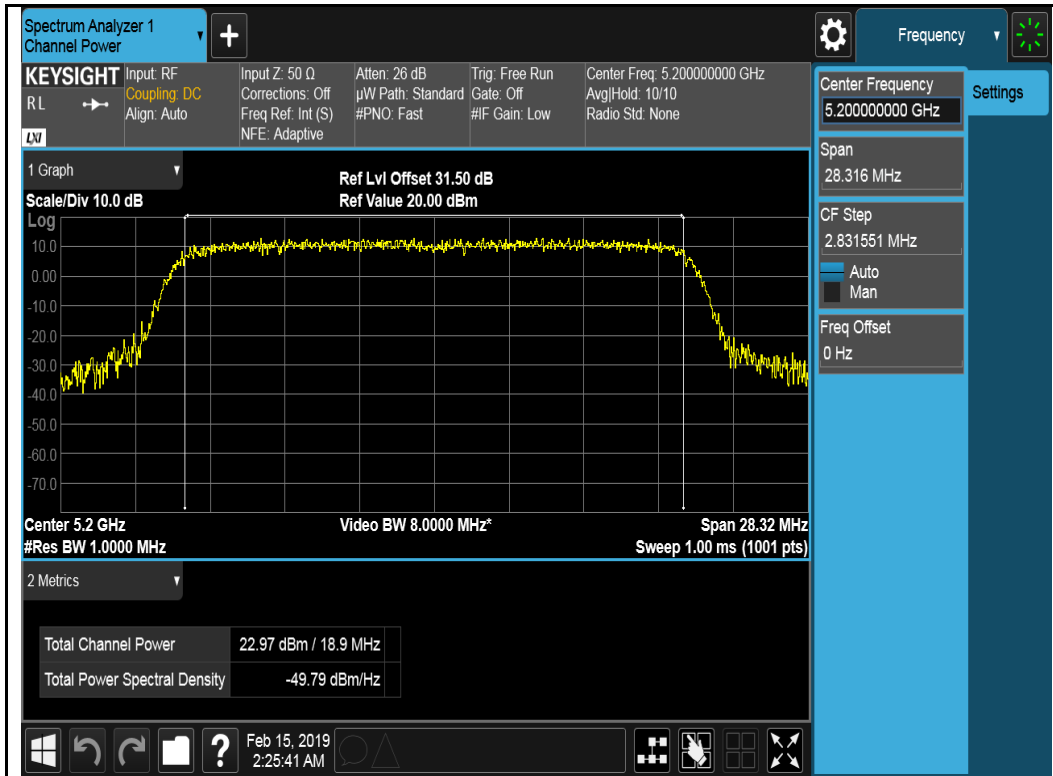 Spectrum Analyzer 1
Channel Power
+
Frequency
KEYSIGHT
R L
LXI
Input: RF
Coupling: DC
Align: Auto
Input Z: 50 Ω
Corrections: Off
Freq Ref: Int (S)
NFE: Adaptive
Atten: 26 dB
µW Path: Standard
#PNO: Fast
Trig: Free Run
Gate: Off
#IF Gain: Low
Center Freq: 5.200000000 GHz
Avg|Hold: 10/10
Radio Std: None
Center Frequency
5.200000000 GHz
Settings
Span
28.316 MHz
CF Step
2.831551 MHz
Auto
Man
Freq Offset
0 Hz
1 Graph
Scale/Div 10.0 dB
Ref Lvl Offset 31.50 dB
Ref Value 20.00 dBm
Log
10.0
0.00
-10.0
-20.0
-30.0
-40.0
-50.0
-60.0
-70.0
Center 5.2 GHz
#Res BW 1.0000 MHz
Video BW 8.0000 MHz*
Span 28.32 MHz
Sweep 1.00 ms (1001 pts)
2 Metrics
Total Channel Power 22.97 dBm / 18.9 MHz
Total Power Spectral Density -49.79 dBm/Hz
?
Feb 15, 2019
2:25:41 AM